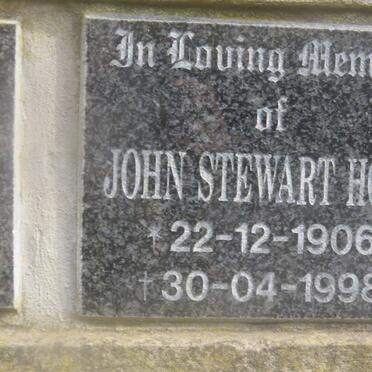 In Loving Mem
of
JOHN STEWART HO
* 22-12-1906
† 30-04-1998